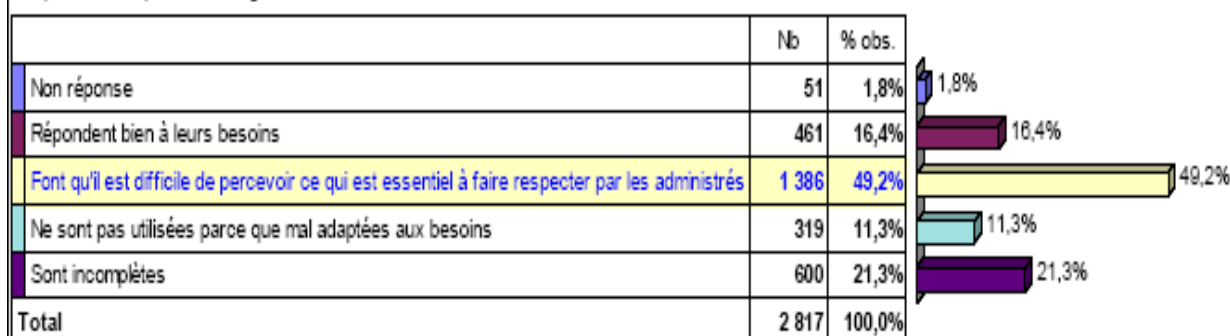 Nb % obs.
Non réponse 51 1,8% 1,8%
Répondent bien à leurs besoins 461 16,4% 16,4%
Font qu'il est difficile de percevoir ce qui est essentiel à faire respecter par les administrés 1 386 49,2% 49,2%
Ne sont pas utilisées parce que mal adaptées aux besoins 319 11,3% 11,3%
Sont incomplètes 600 21,3% 21,3%
Total 2 817 100,0%